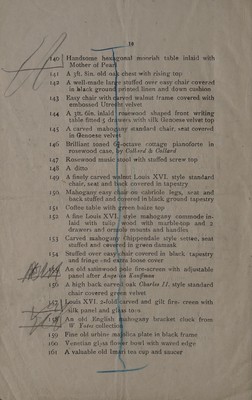 19
140 Handsome hexagonal moorish table inlaid with
Mother of Pearl
141 A 3ft. 6in. old oak chest with rising top
142 A well-made large stuffed over easy chair covered
in black ground printed linen and down cushion
143 Easy chair with carved walnut frame covered with
embossed Utrecht velvet
144 A 3ft. 6in. inlaid rosewood shaped front writing
table fitted 5 drawers with silk Genoese velvet top
145 A carved mahogany standard chair, seat covered
in Genoese velvet
146 Brilliant toned 6¾-octave cottage pianoforte in
rosewood case, by Collard & Collard
147 Rosewood music stool with stuffed screw top
148 A ditto
149 A finely carved walnut Louis XVI. style standard
chair, seat and back covered in tapestry
150 Mahogany easy chair on cabriole legs, seat and
back stuffed and covered in black ground tapestry
151 Coffee table with green baize top
152 A fine Louis XVI. style mahogany commode in-
laid with tulip wood with marble-top and 2
drawers and ormolu mounts and handles
153 Carved mahogany Chippendale style settee, seat
stuffed and covered in green damask
154 Stuffed over easy chair covered in black tapestry
and fringe and extra loose cover
An old satinwood pole fire-screen with adjustable
panel after Angelica Kauffman
156 A high back carved oak Charles II. style standard
chair covered green velvet
157 Louis XVI. 2-fold carved and gilt fire screen with
silk panel and glass tops
158 An old English mahogany bracket clock from
W
159 Fine old urbino majolica plate in black frame
160 Venetian glass flower bowl with waved edge
161 A valuable old Imari tea cup and saucer